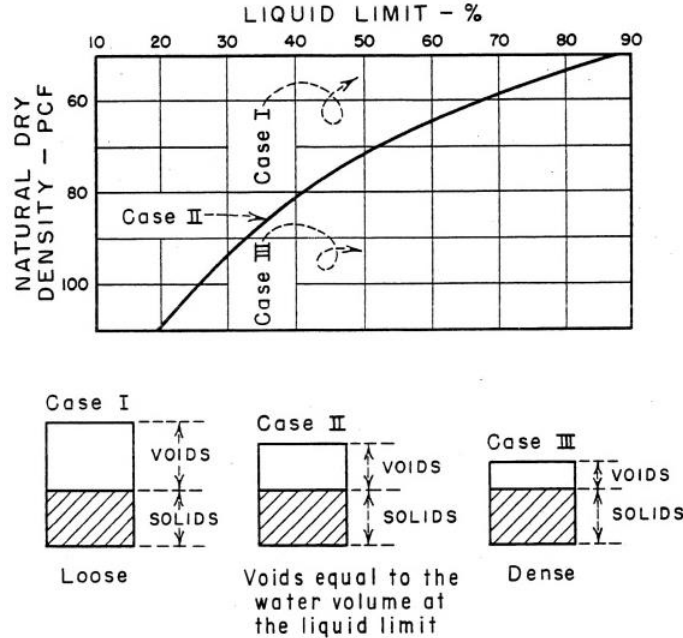 LIQUID LIMIT - %
10 20 30 40 50 60 70 80 90
NATURAL DRY
DENSITY - PCF
60
80
100
Case I
Case II
Case III
Case I
VOIDS
SOLIDS
Loose
Case II
VOIDS
SOLIDS
Voids equal to the
water volume at
the liquid limit
Case III
VOIDS
SOLIDS
Dense